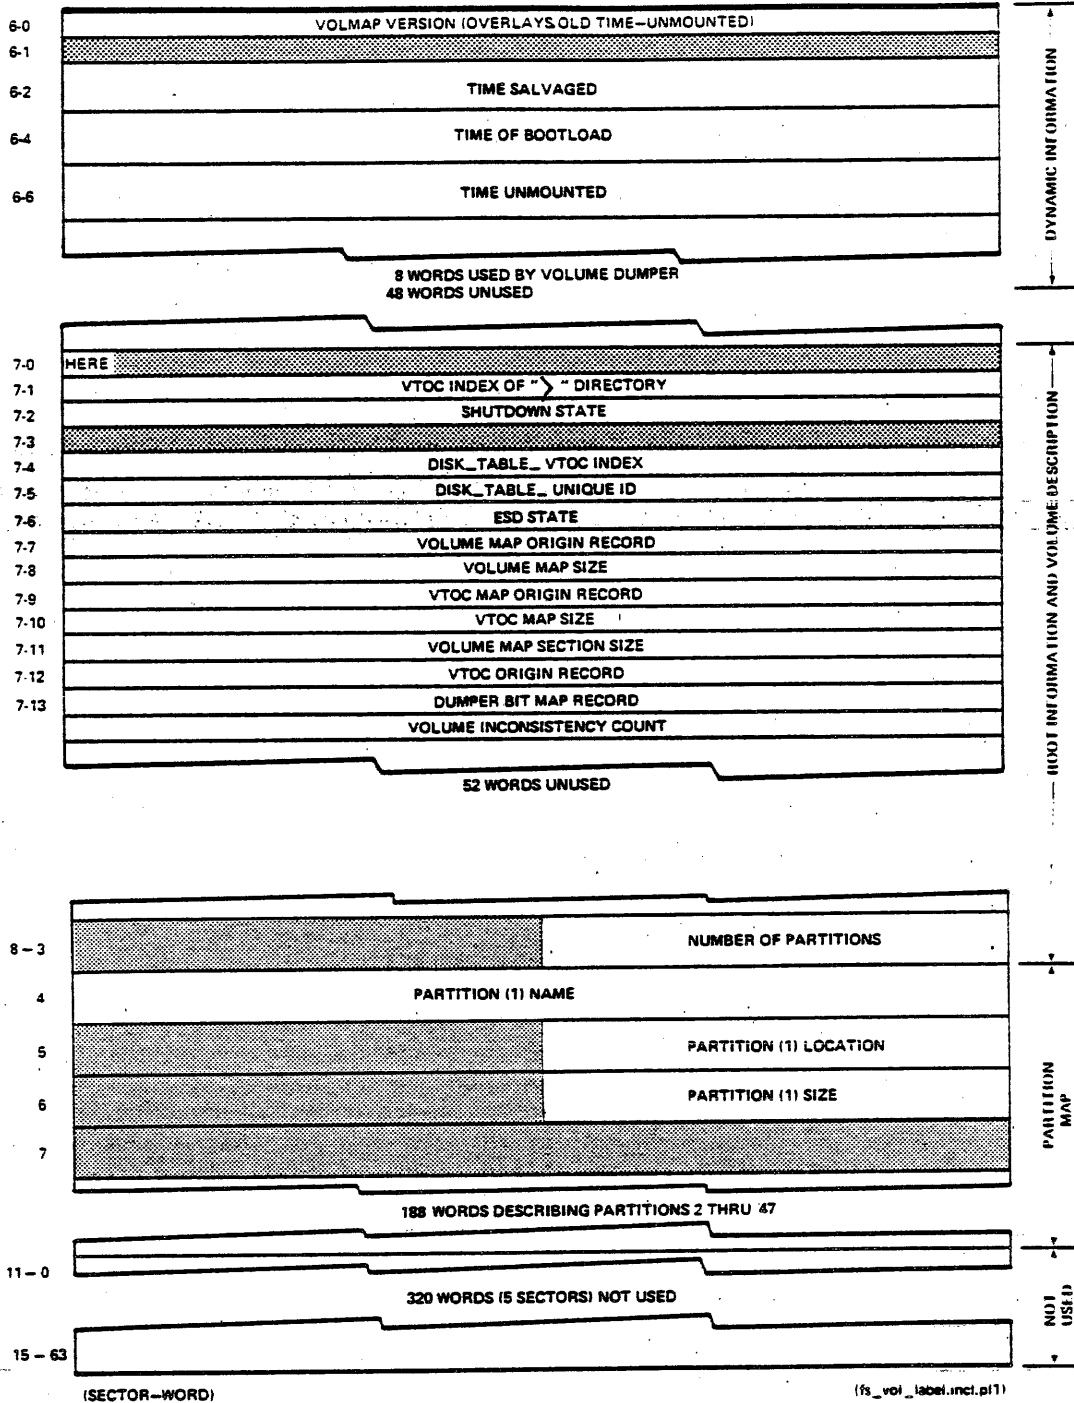 6-0 VOLMAP VERSION (OVERLAYS OLD TIME-UNMOUNTED)
6-1
6-2 TIME SALVAGED
6-4 TIME OF BOOTLOAD
6-6 TIME UNMOUNTED
DYNAMIC INFORMATION
8 WORDS USED BY VOLUME DUMPER
48 WORDS UNUSED
7-0 HERE
7-1 VTOC INDEX OF "> " DIRECTORY
7-2 SHUTDOWN STATE
7-3
7-4 DISK_TABLE_ VTOC INDEX
7-5 DISK_TABLE_ UNIQUE ID
7-6 ESD STATE
7-7 VOLUME MAP ORIGIN RECORD
7-8 VOLUME MAP SIZE
7-9 VTOC MAP ORIGIN RECORD
7-10 VTOC MAP SIZE
7-11 VOLUME MAP SECTION SIZE
7-12 VTOC ORIGIN RECORD
7-13 DUMPER BIT MAP RECORD
VOLUME INCONSISTENCY COUNT
52 WORDS UNUSED
ROOT INFORMATION AND VOLUME DESCRIPTION
8-3 NUMBER OF PARTITIONS
4 PARTITION (1) NAME
5 PARTITION (1) LOCATION
6 PARTITION (1) SIZE
7
PARTITION
MAP
188 WORDS DESCRIBING PARTITIONS 2 THRU 47
11-0
320 WORDS (5 SECTORS) NOT USED
15-63
NOT
USED
(SECTOR-WORD)
(fs_vol_label.incl.pl1)